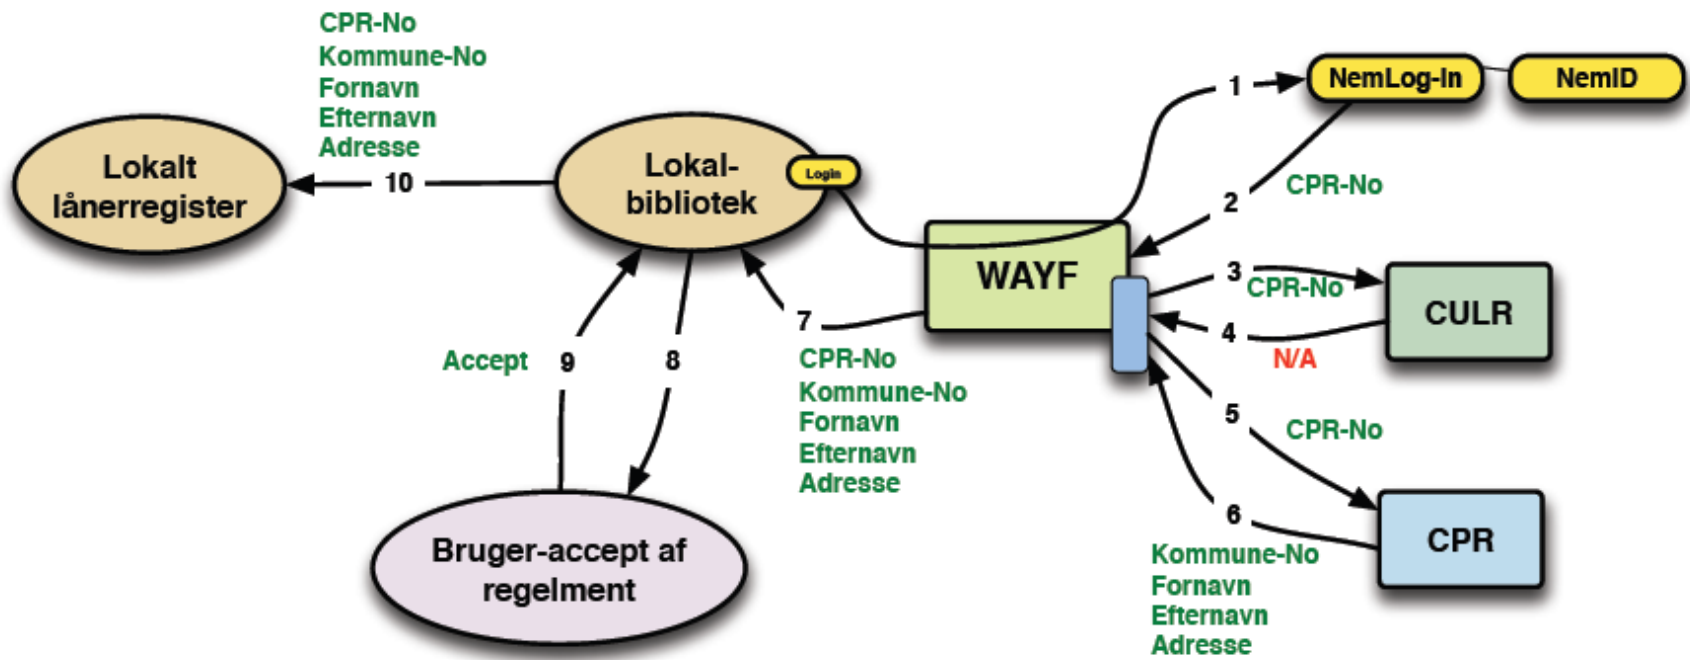 CPR-No
Kommune-No
Fornavn
Efternavn
Adresse
Lokalt
lånerregister
10
Lokal-
bibliotek
Login
1
NemLog-In
NemID
2
CPR-No
WAYF
3
CPR-No
4
N/A
CULR
7
CPR-No
Kommune-No
Fornavn
Efternavn
Adresse
Accept
9
8
5
CPR-No
6
Kommune-No
Fornavn
Efternavn
Adresse
CPR
Bruger-accept af
regelment